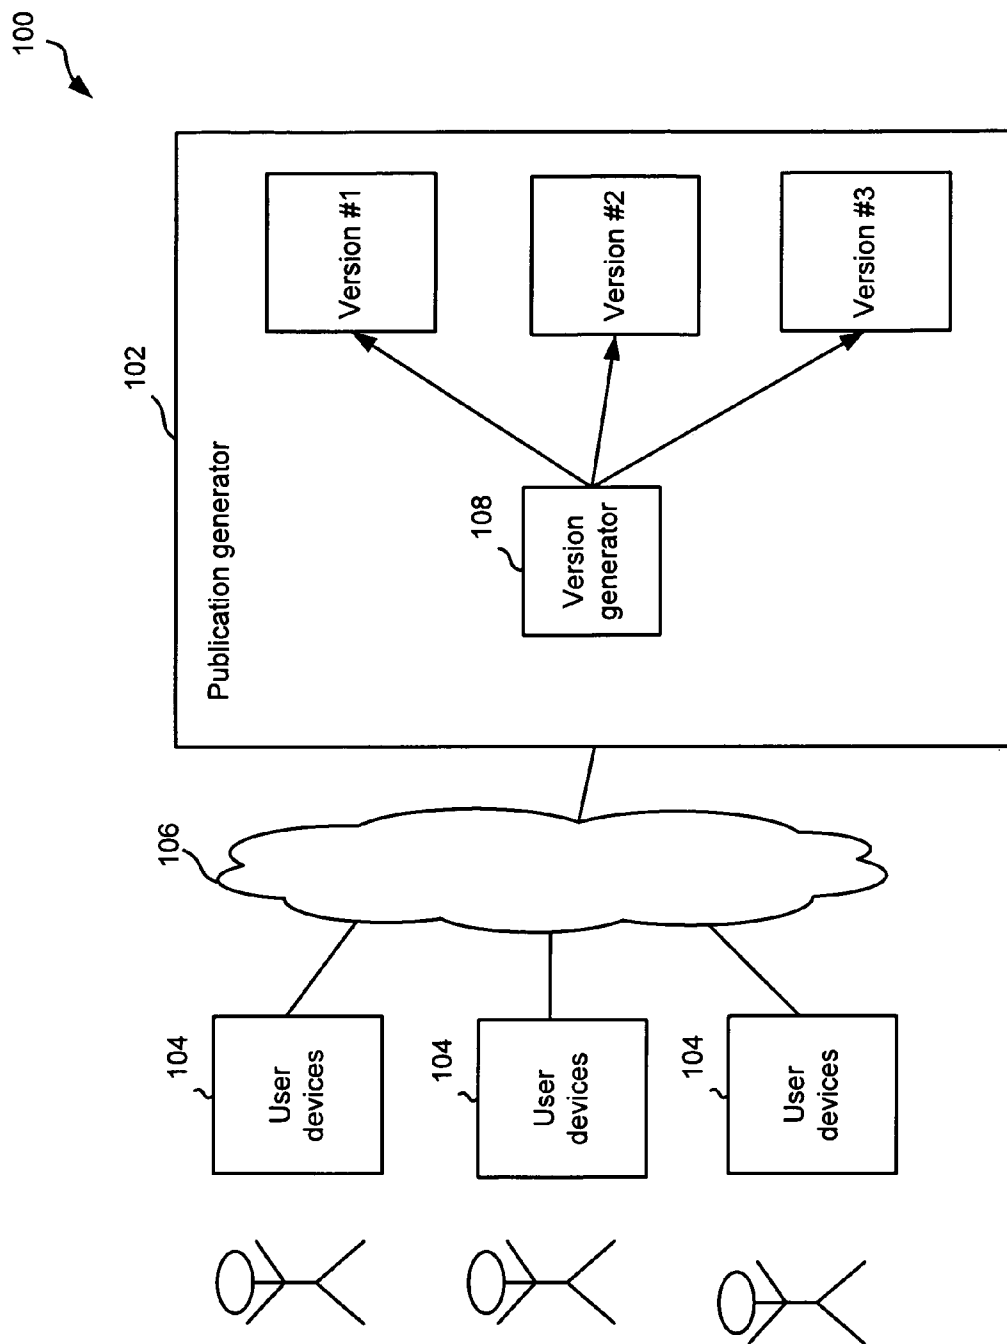 100
102
Publication generator
Version #1
Version #2
Version #3
108
Version
generator
106
104
User
devices
104
User
devices
104
User
devices